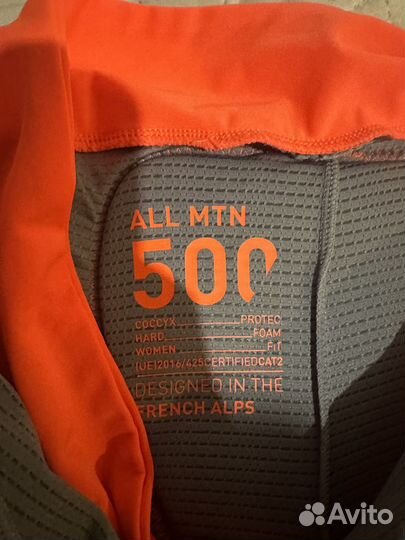 ALL MTN
500
COCCYX PROTEC
HARD FOAM
WOMEN FIT
(UE)2016/425CERTIFIEDCAT2
DESIGNED IN THE
FRENCH ALPS
Avito